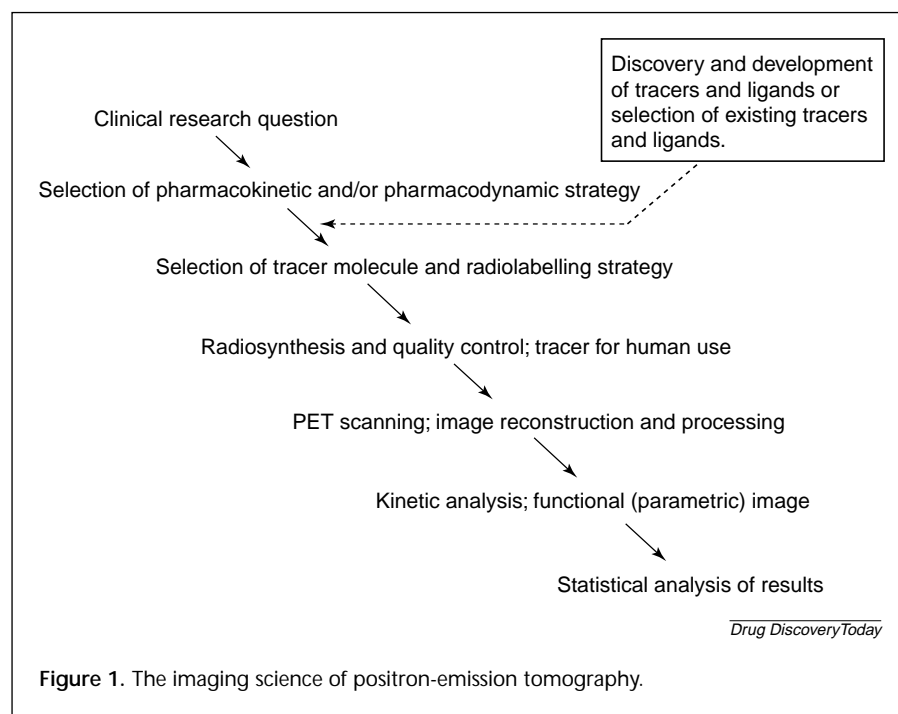 Discovery and development
of tracers and ligands or
selection of existing tracers
and ligands.
Clinical research question
Selection of pharmacokinetic and/or pharmacodynamic strategy
Selection of tracer molecule and radiolabelling strategy
Radiosynthesis and quality control; tracer for human use
PET scanning; image reconstruction and processing
Kinetic analysis; functional (parametric) image
Statistical analysis of results
Drug DiscoveryToday
Figure 1. The imaging science of positron-emission tomography.